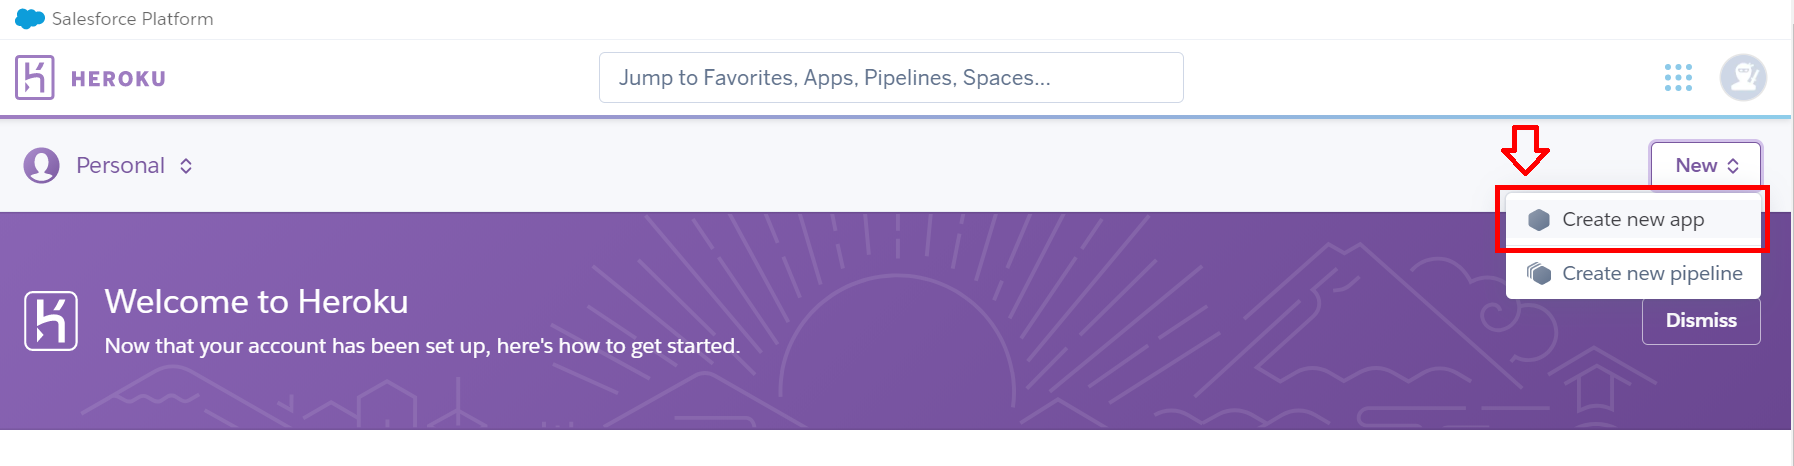 Salesforce Platform
HEROKU
Jump to Favorites, Apps, Pipelines, Spaces...
Personal
New
Create new app
Create new pipeline
Welcome to Heroku
Now that your account has been set up, here's how to get started.
Dismiss